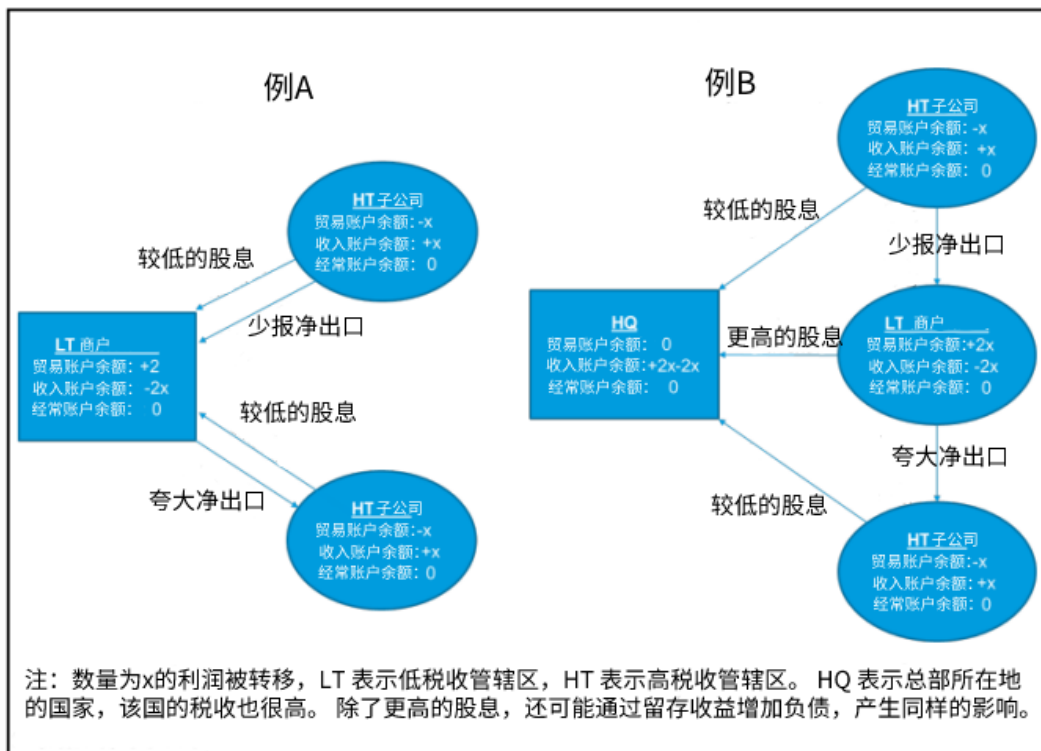 例A
HT子公司
贸易账户余额:-x
收入账户余额:+x
经常账户余额: 0
较低的股息
少报净出口
LT 商户
贸易账户余额: +2
收入账户余额: -2x
经常账户余额: 0
较低的股息
夸大净出口
HT子公司
贸易账户余额:-x
收入账户余额:+x
经常账户余额:0
例B
HT子公司
贸易账户余额:-x
收入账户余额:+x
经常账户余额: 0
较低的股息
少报净出口
HQ
贸易账户余额: 0
收入账户余额:+2x-2x
经常账户余额: 0
更高的股息
LT 商户
贸易账户余额:+2x
收入账户余额:-2x
经常账户余额: 0
夸大净出口
较低的股息
HT子公司
贸易账户余额:-x
收入账户余额:+x
经常账户余额:0
注：数量为x的利润被转移，LT 表示低税收管辖区，HT 表示高税收管辖区。 HQ 表示总部所在地
的国家，该国的税收也很高。 除了更高的股息，还可能通过留存收益增加负债，产生同样的影响。